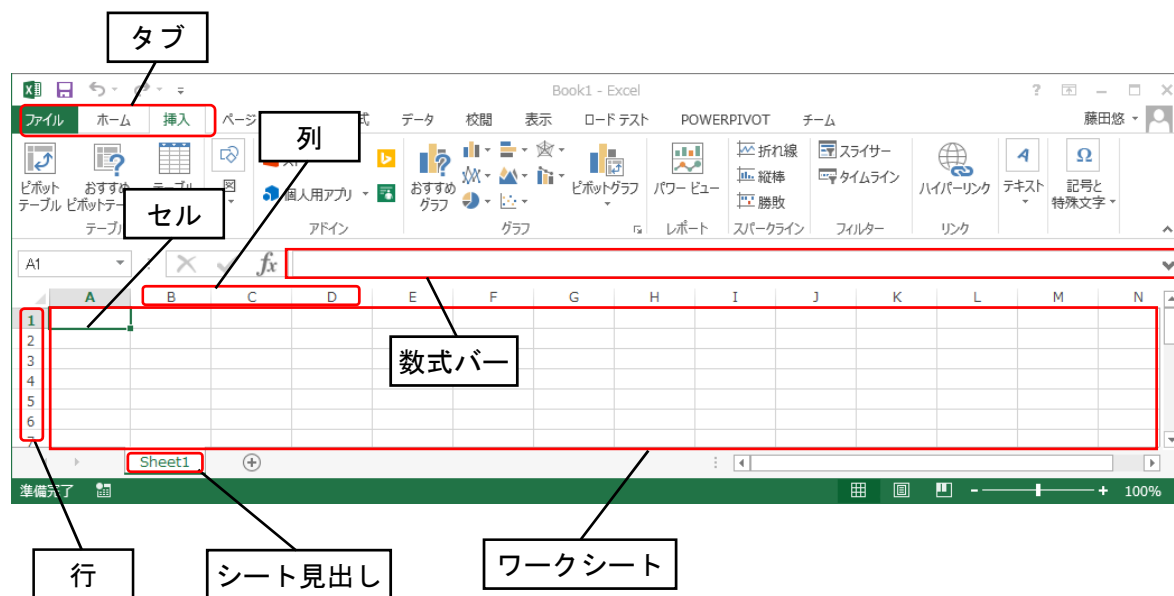 タブ
Book1 - Excel
ファイル ホーム 挿入 ページ 式 データ 校閲 表示 ロード テスト POWERPIVOT チーム 藤田悠
列
ピボット
テーブル
おすすめ
ピボットテー
テーブル
図
個人用アプリ
おすすめ
グラフ
ピボットグラフ
パワー ビュー
折れ線
縦棒
勝敗
スライサー
タイムライン
ハイパーリンク
テキスト
記号と
特殊文字
セル
アドイン グラフ レポート スパークライン フィルター リンク
A1 fx
A B C D E F G H I J K L M N
1
2
3
4
5
6
7
数式バー
Sheet1
準備完了 100%
行 シート見出し ワークシート